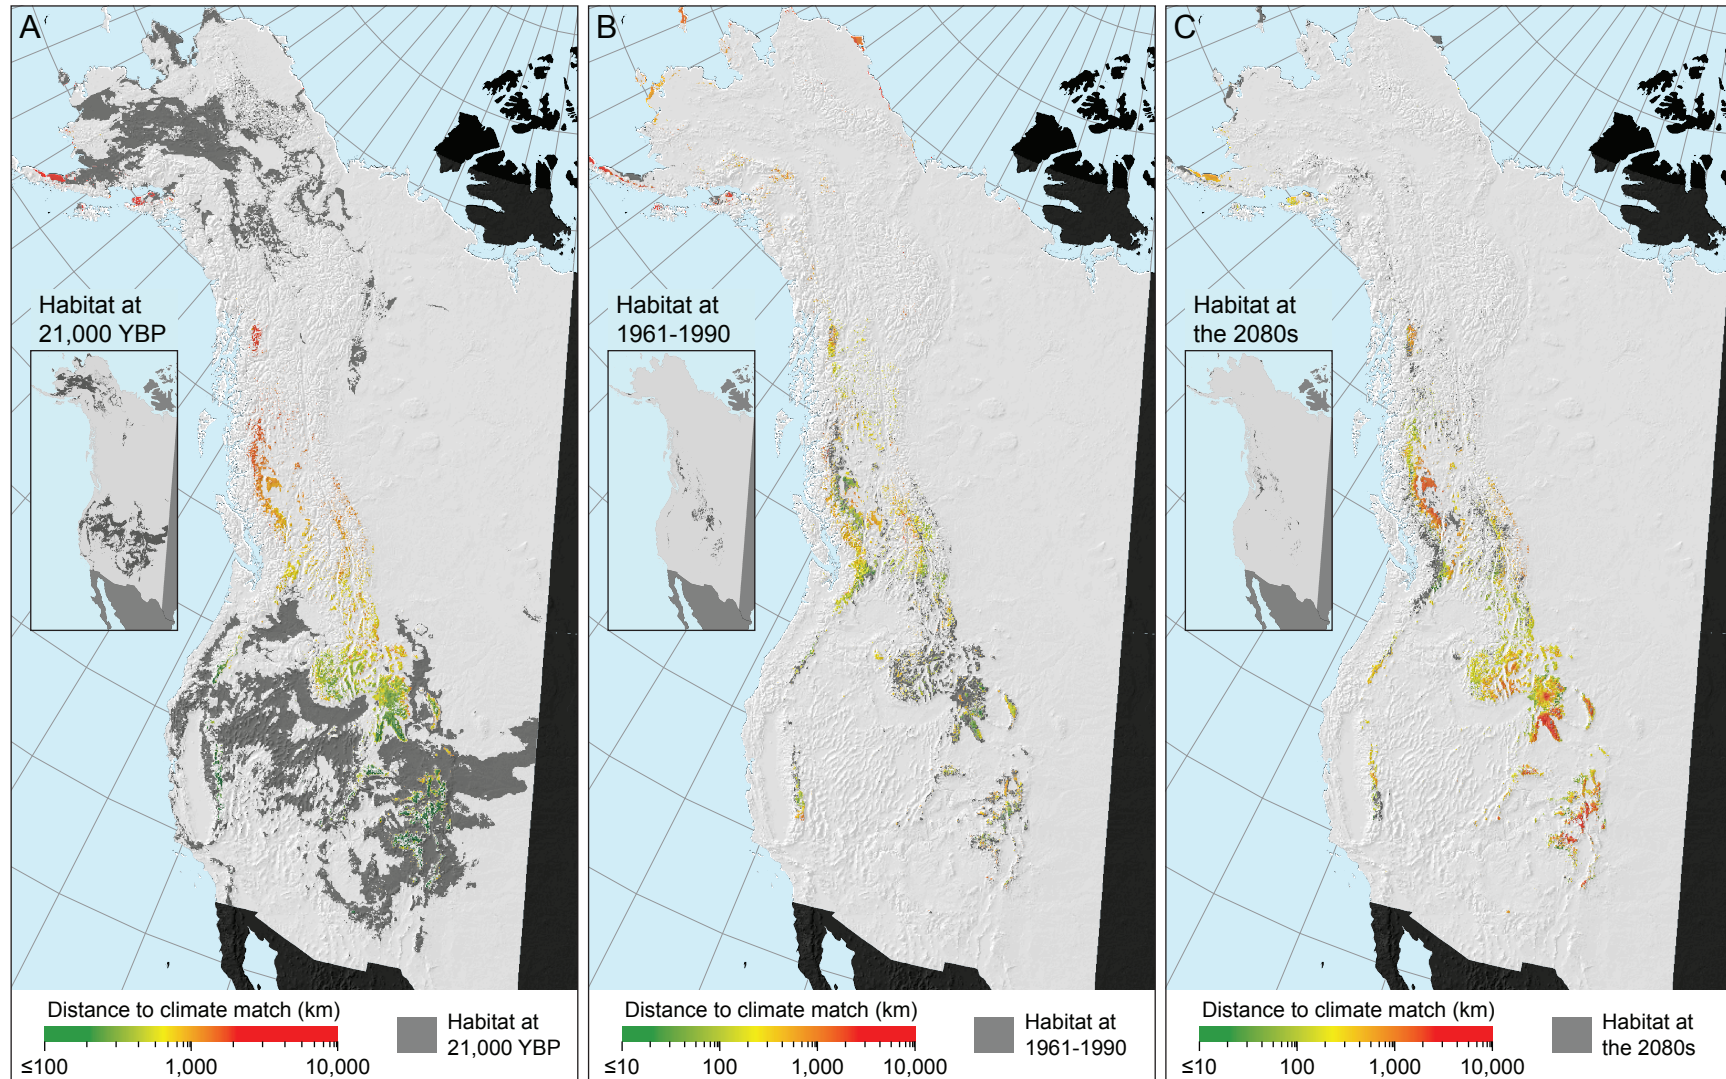 A
Habitat at
21,000 YBP
Distance to climate match (km)
≤100 1,000 10,000
Habitat at
21,000 YBP
B
Habitat at
1961-1990
Distance to climate match (km)
≤10 100 1,000 10,000
Habitat at
1961-1990
C
Habitat at
the 2080s
Distance to climate match (km)
≤10 100 1,000 10,000
Habitat at
the 2080s